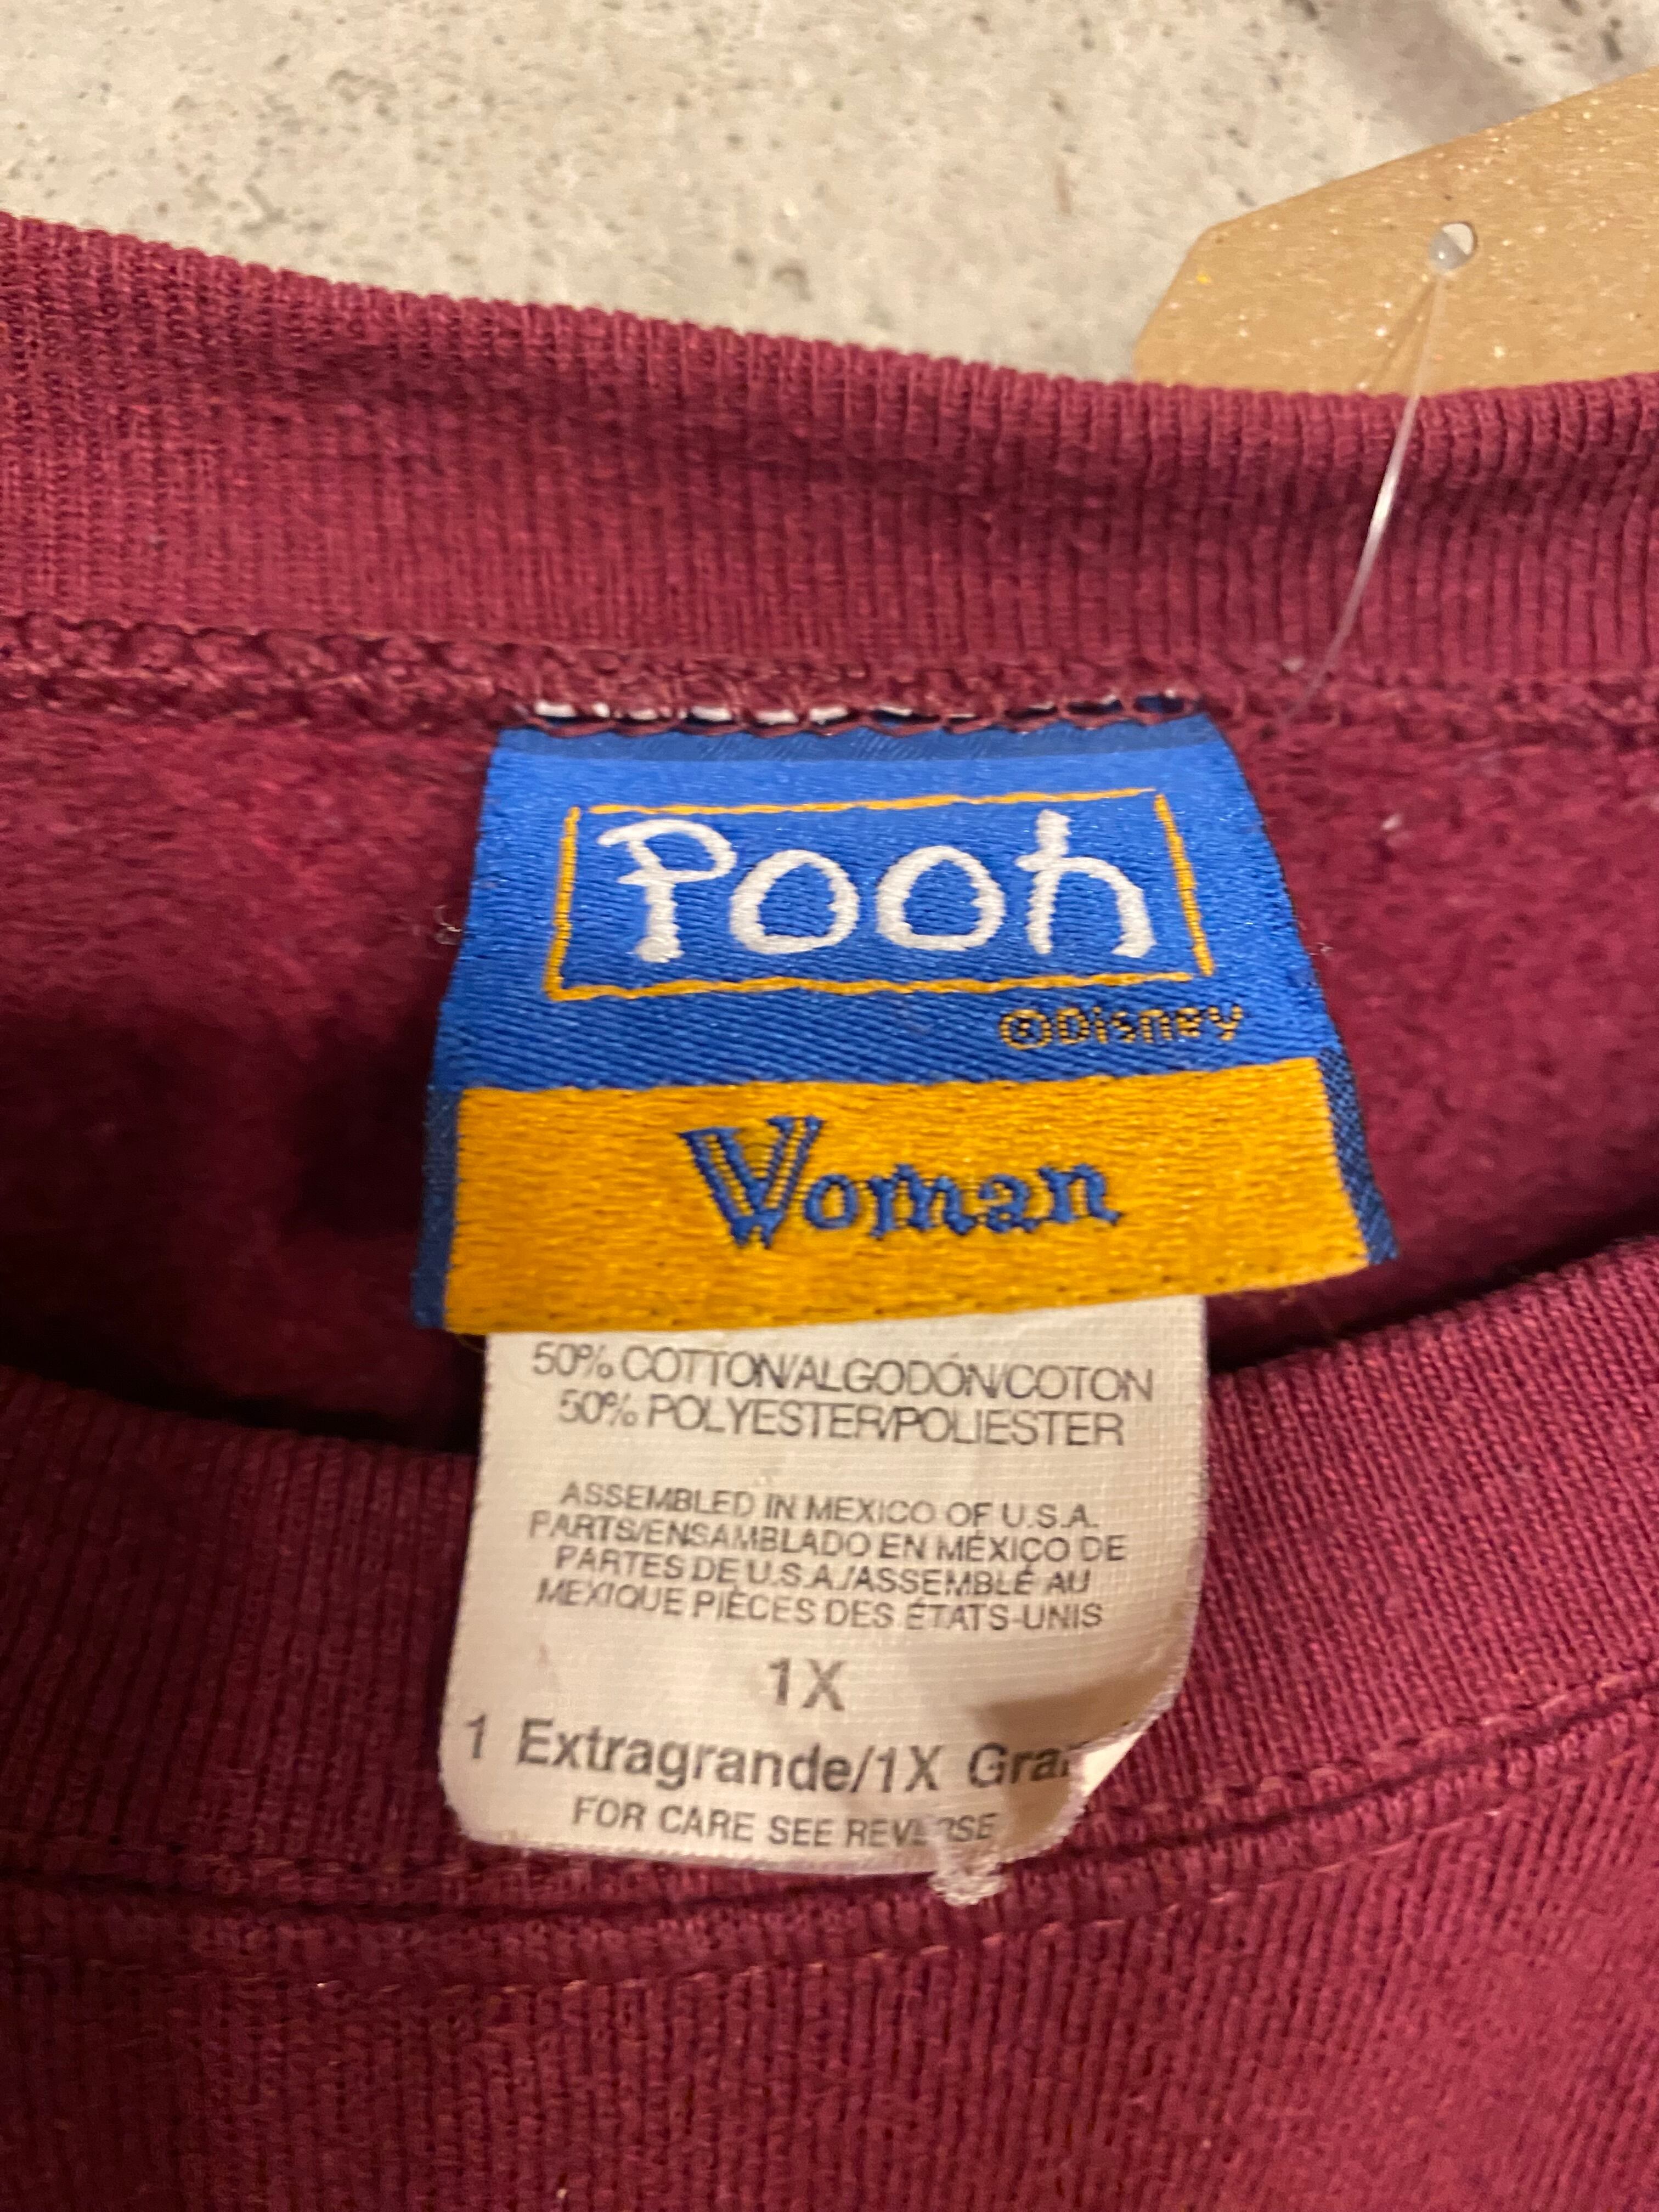 Pooh
©Disney
Woman
50% COTTON/ALGODÓN/COTON
50% POLYESTER/POLIESTER
ASSEMBLED IN MEXICO OF U.S.A.
PARTS/ENSAMBLADO EN MÉXICO DE
PARTES DE U.S.A./ASSEMBLÉ AU
MEXIQUE PIÈCES DES ÉTATS-UNIS
1X
1 Extragrande/1X
FOR CARE SEE REVERSE